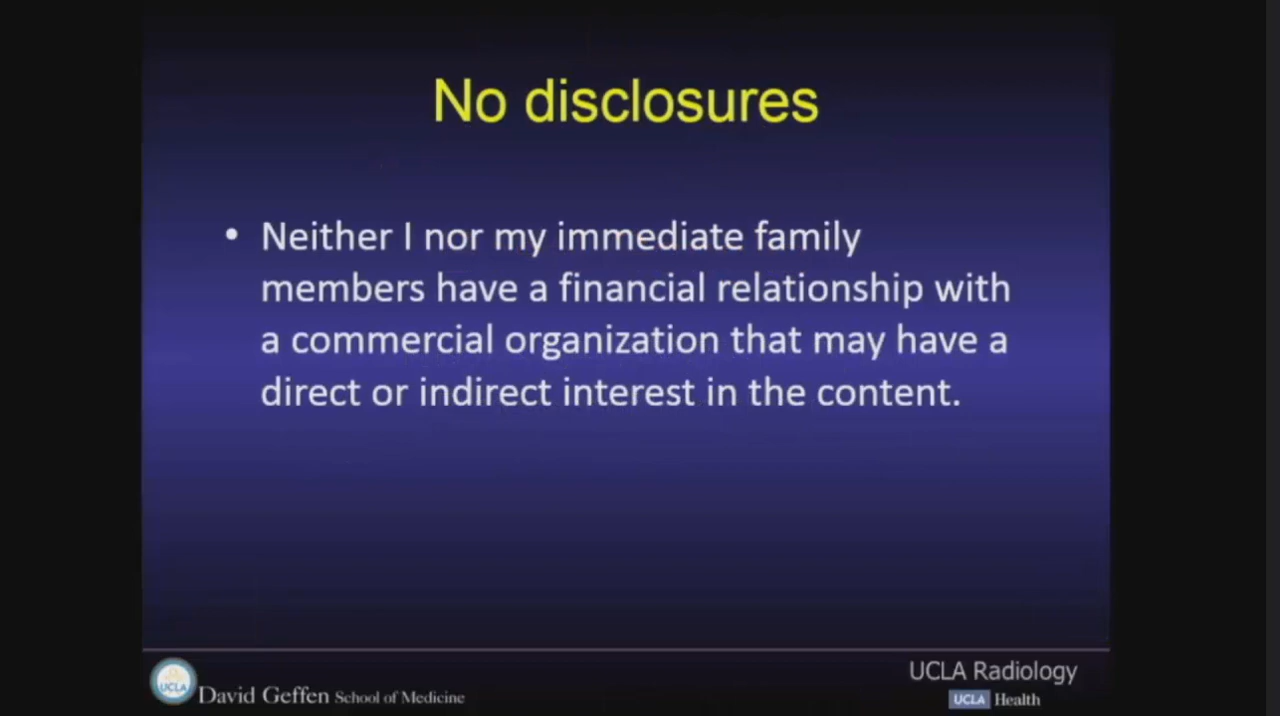 No disclosures
• Neither I nor my immediate family
members have a financial relationship with
a commercial organization that may have a
direct or indirect interest in the content.
UCLA
David Geffen School of Medicine
UCLA Radiology
UCLA Health